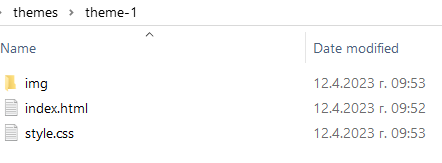 themes > theme-1
Name Date modified
img 12.4.2023 г. 09:53
index.html 12.4.2023 г. 09:52
style.css 12.4.2023 г. 09:53